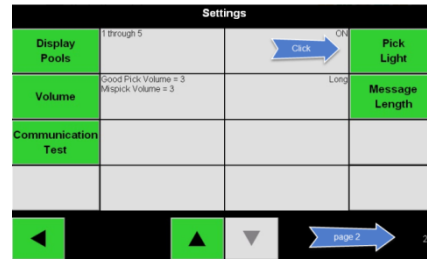 Settings
Display
Pools
1 through 5
Click
ON
Pick
Light
Volume
Good Pick Volume = 3
Mispick Volume = 3
Long
Message
Length
Communication
Test
page 2
2